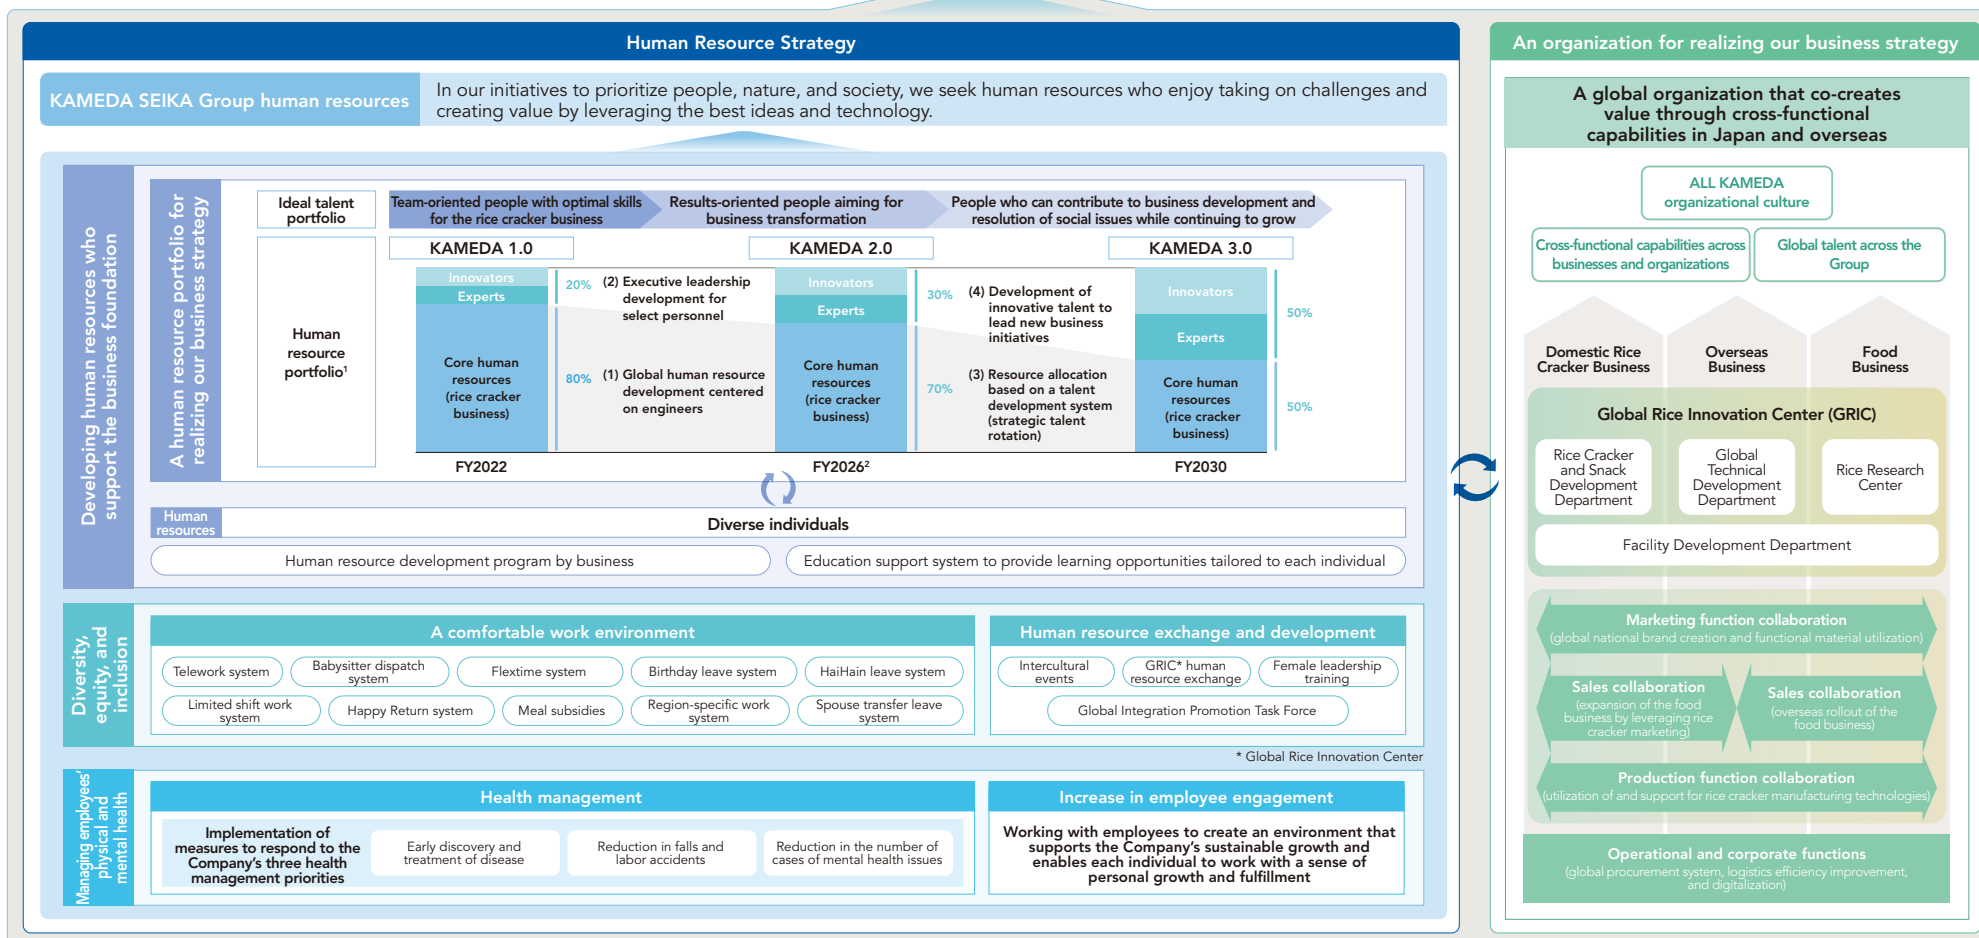 Human Resource Strategy
KAMEDA SEIKA Group human resources
In our initiatives to prioritize people, nature, and society, we seek human resources who enjoy taking on challenges and
creating value by leveraging the best ideas and technology.
Developing human resources who
support the business foundation
A human resource portfolio for
realizing our business strategy
Ideal talent
portfolio
Team-oriented people with optimal skills
for the rice cracker business
Results-oriented people aiming for
business transformation
People who can contribute to business development and
resolution of social issues while continuing to grow
Human
resource
portfolio¹
KAMEDA 1.0
KAMEDA 2.0
KAMEDA 3.0
Innovators
Experts
Core human
resources
(rice cracker
business)
20%
80%
(2) Executive leadership
development for
select personnel
(1) Global human resource
development centered
on engineers
Innovators
Experts
Core human
resources
(rice cracker
business)
30%
70%
(4) Development of
innovative talent to
lead new business
initiatives
(3) Resource allocation
based on a talent
development system
(strategic talent
rotation)
Innovators
Experts
Core human
resources
(rice cracker
business)
50%
50%
FY2022
FY2026²
FY2030
Human
resources
Diverse individuals
Human resource development program by business
Education support system to provide learning opportunities tailored to each individual
Diversity,
equity, and
inclusion
A comfortable work environment
Telework system
Babysitter dispatch
system
Flextime system
Birthday leave system
HaiHain leave system
Limited shift work
system
Happy Return system
Meal subsidies
Region-specific work
system
Spouse transfer leave
system
Human resource exchange and development
Intercultural
events
GRIC* human
resource exchange
Female leadership
training
Global Integration Promotion Task Force
* Global Rice Innovation Center
Managing employees'
physical and
mental health
Health management
Implementation of
measures to respond to the
Company's three health
management priorities
Early discovery and
treatment of disease
Reduction in falls and
labor accidents
Reduction in the number of
cases of mental health issues
Increase in employee engagement
Working with employees to create an environment that
supports the Company's sustainable growth and
enables each individual to work with a sense of
personal growth and fulfillment
An organization for realizing our business strategy
A global organization that co-creates
value through cross-functional
capabilities in Japan and overseas
ALL KAMEDA
organizational culture
Cross-functional capabilities across
businesses and organizations
Global talent across the
Group
Domestic Rice
Cracker Business
Overseas
Business
Food
Business
Global Rice Innovation Center (GRIC)
Rice Cracker
and Snack
Development
Department
Global
Technical
Development
Department
Rice Research
Center
Facility Development Department
Marketing function collaboration
(global national brand creation and functional material utilization)
Sales collaboration
(expansion of the food
business by leveraging rice
cracker marketing)
Sales collaboration
(overseas rollout of the
food business)
Production function collaboration
(utilization of and support for rice cracker manufacturing technologies)
Operational and corporate functions
(global procurement system, logistics efficiency improvement,
and digitalization)